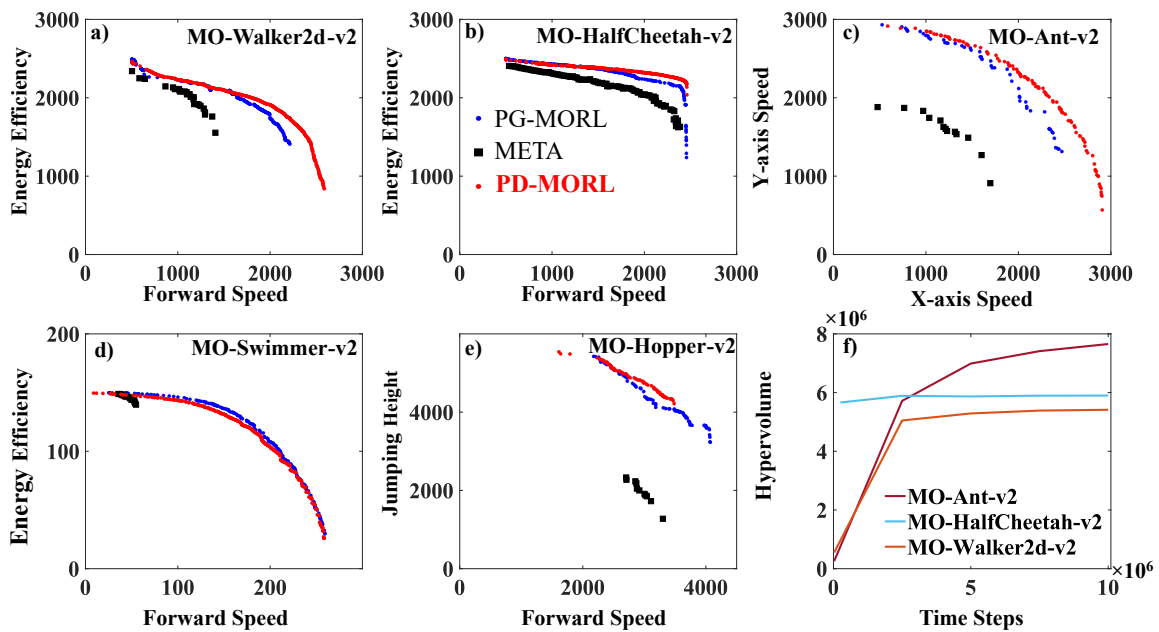 a) MO-Walker2d-v2
3000
2000
1000
0
0 1000 2000 3000
Energy Efficiency
Forward Speed
b) MO-HalfCheetah-v2
3000
2000
1000
0
0 1000 2000 3000
Energy Efficiency
Forward Speed
PG-MORL
META
PD-MORL
c) MO-Ant-v2
3000
2000
1000
0
0 1000 2000 3000
Y-axis Speed
X-axis Speed
d) MO-Swimmer-v2
200
100
0
0 100 200 300
Energy Efficiency
Forward Speed
e) MO-Hopper-v2
4000
2000
0
0 2000 4000
Jumping Height
Forward Speed
×10⁶
f)
8
6
4
2
0
0 5 10
×10⁶
Hypervolume
Time Steps
MO-Ant-v2
MO-HalfCheetah-v2
MO-Walker2d-v2